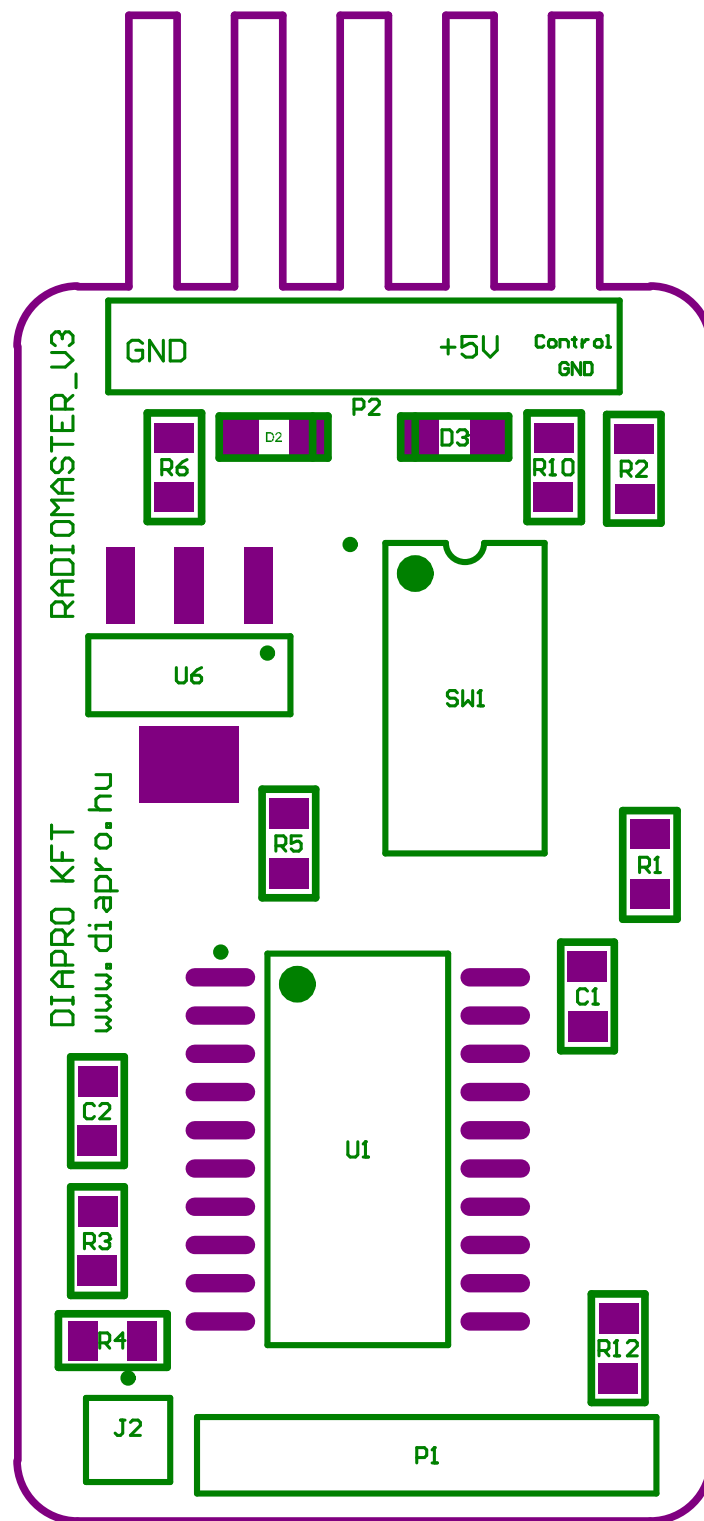 GND
+5V
Control
GND
P2
RADIOMASTER_V3
D2
D3
R6
R10
R2
U6
SW1
R5
R1
DIAPRO KFT
www.diapro.hu
C1
C2
U1
R3
R4
R12
J2
P1